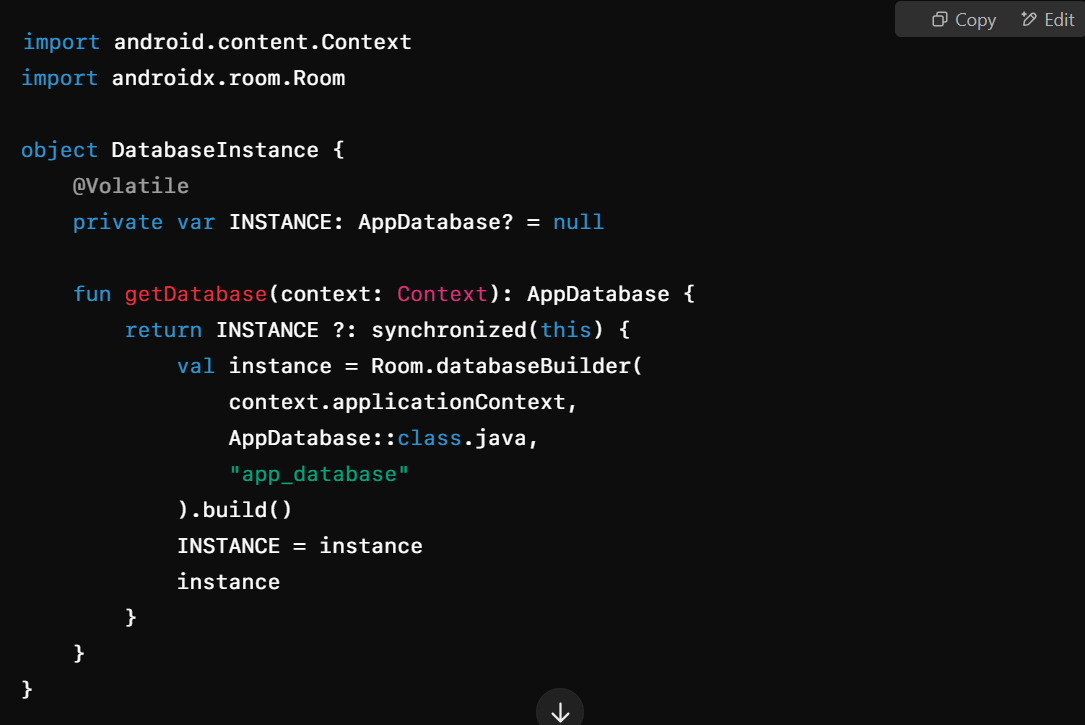 Copy Edit
import android.content.Context
import androidx.room.Room
object DatabaseInstance {
@Volatile
private var INSTANCE: AppDatabase? = null
fun getDatabase(context: Context): AppDatabase {
return INSTANCE ?: synchronized(this) {
val instance = Room.databaseBuilder(
context.applicationContext,
AppDatabase::class.java,
"app_database"
).build()
INSTANCE = instance
instance
}
}
}